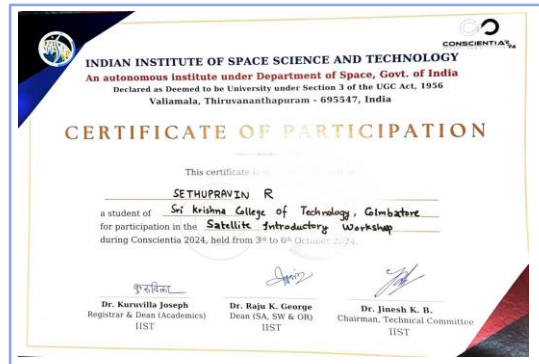 CONSCIENTIA
INDIAN INSTITUTE OF SPACE SCIENCE AND TECHNOLOGY
An autonomous institute under Department of Space, Govt. of India
Declared as Deemed to be University under Section 3 of the UGC Act, 1956
Valiamala, Thiruvananthapuram - 695547, India
CERTIFICATE OF PARTICIPATION
This certificate is
SETHUPRAVIN R
a student of Sri Krishna College of Technology, Coimbatore
for participation in the Satellite Introductory Workshop
during Conscientia 2024, held from 3rd to 6th October 2024.
Dr. Kuruvilla Joseph
Registrar & Dean (Academics)
IIST
Dr. Raju K. George
Dean (SA, SW & OR)
IIST
Dr. Jinesh K. B.
Chairman, Technical Committee
IIST